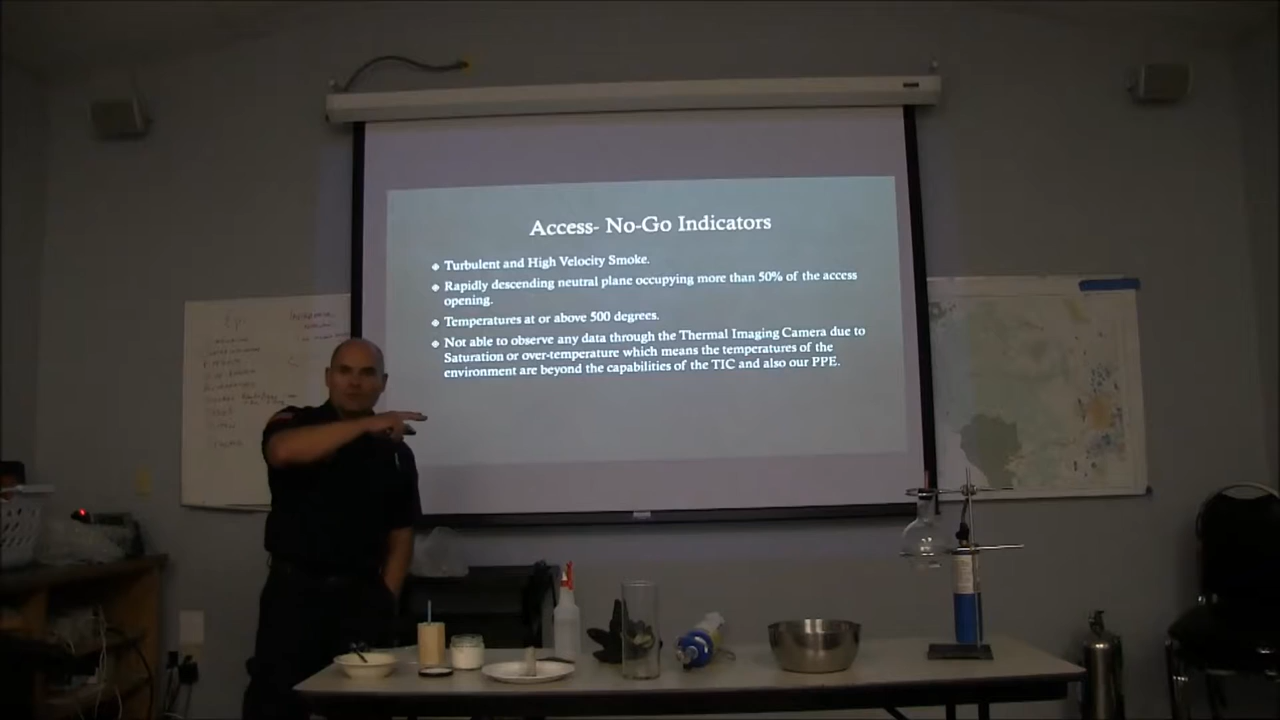 Access- No-Go Indicators
Turbulent and High Velocity Smoke.
Rapidly descending neutral plane occupying more than 50% of the access
opening.
Temperatures at or above 500 degrees.
Not able to observe any data through the Thermal Imaging Camera due to
Saturation or over-temperature which means the temperatures of the
environment are beyond the capabilities of the TIC and also our PPE.